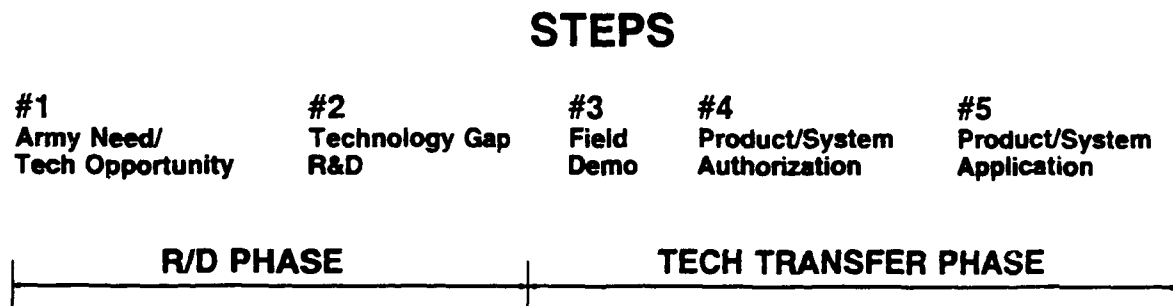 STEPS
#1 #2 #3 #4 #5
Army Need/ Technology Gap Field Product/System Product/System
Tech Opportunity R&D Demo Authorization Application
R/D PHASE TECH TRANSFER PHASE